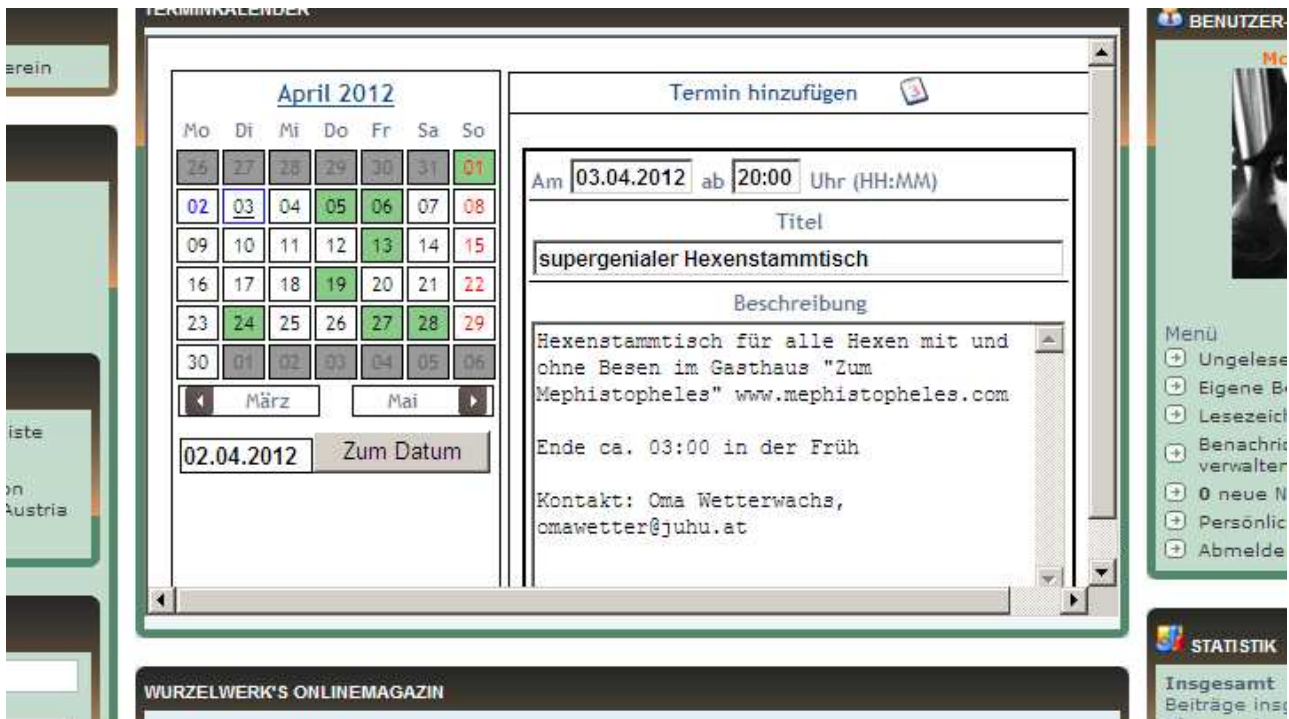 TERMINKALENDER
BENUTZER-
erein
April 2012
Mo Di Mi Do Fr Sa So
26 27 28 29 30 31 01
02 03 04 05 06 07 08
09 10 11 12 13 14 15
16 17 18 19 20 21 22
23 24 25 26 27 28 29
30 01 02 03 04 05 06
März Mai
02.04.2012 Zum Datum
Termin hinzufügen
Am 03.04.2012 ab 20:00 Uhr (HH:MM)
Titel
supergenialer Hexenstammtisch
Beschreibung
Hexenstammtisch für alle Hexen mit und
ohne Besen im Gasthaus "Zum
Mephistopheles" www.mephistopheles.com
Ende ca. 03:00 in der Früh
Kontakt: Oma Wetterwachs,
omawetter@juhu.at
Menü
Ungelese
Eigene Be
Lesezeich
Benachric
verwalten
0 neue N
Persönlic
Abmelde
iste
on
Austria
WURZELWERK'S ONLINEMAGAZIN
STATISTIK
Insgesamt
Beiträge insg